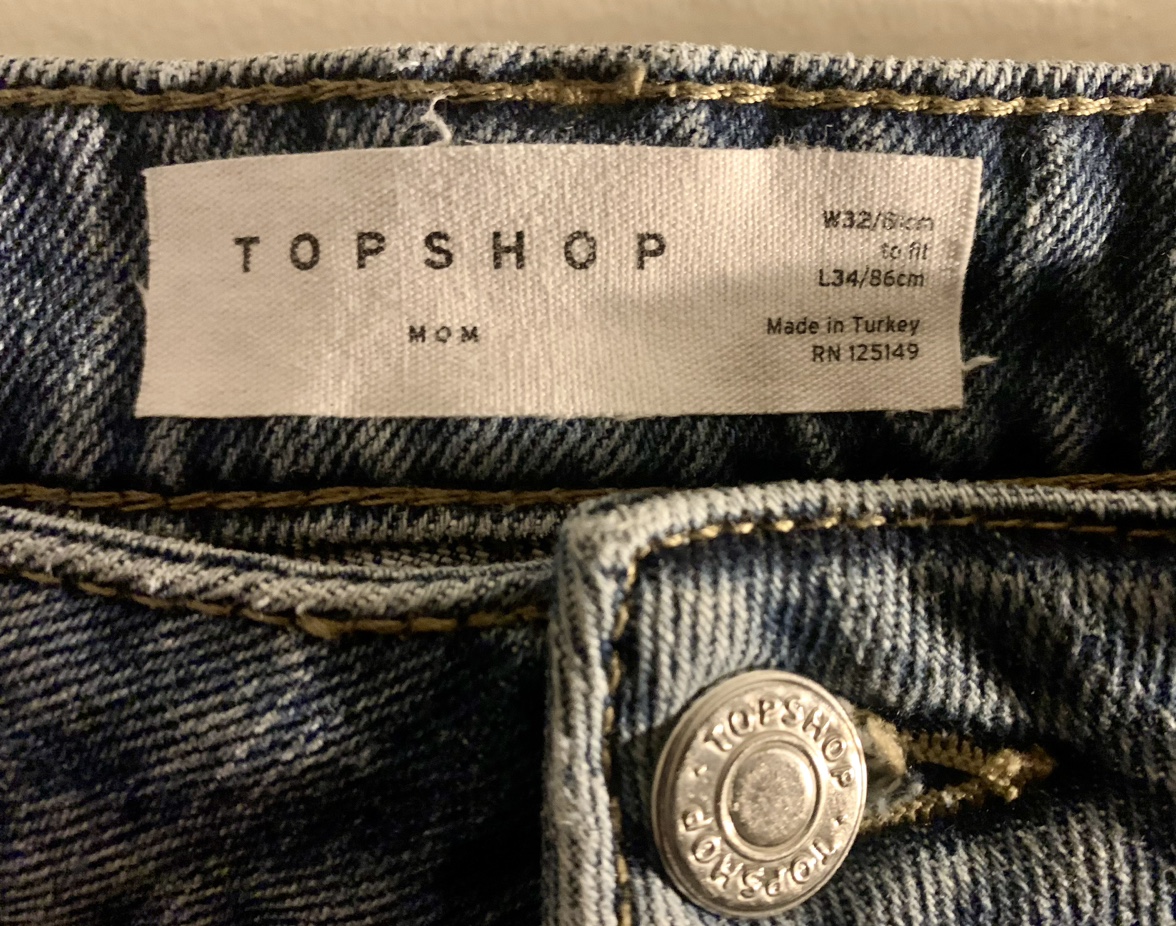 TOPSHOP
MOM
W32/81cm
to fit
L34/86cm
Made in Turkey
RN 125149
TOPSHOP · TOPSHOP ·